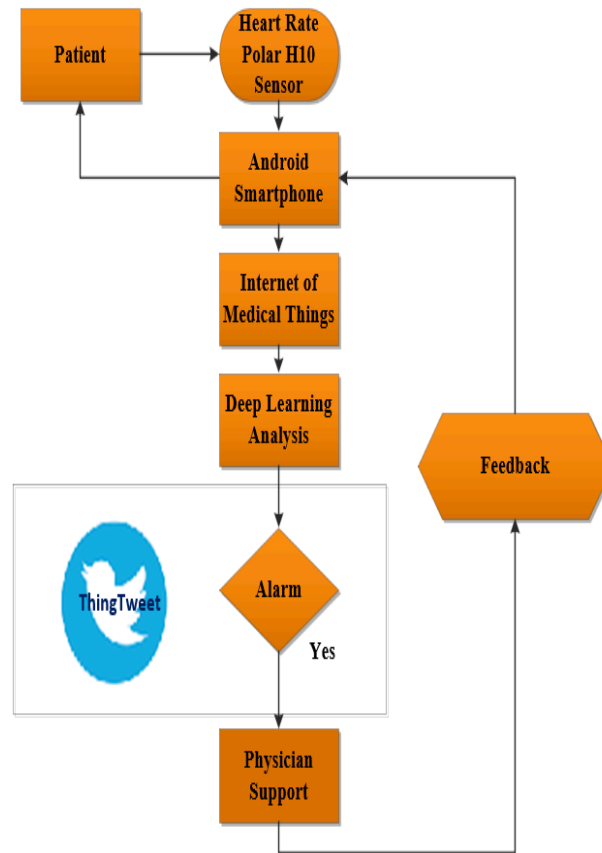 Patient
Heart Rate
Polar H10
Sensor
Android
Smartphone
Internet of
Medical Things
Deep Learning
Analysis
Feedback
ThingTweet
Alarm
Yes
Physician
Support